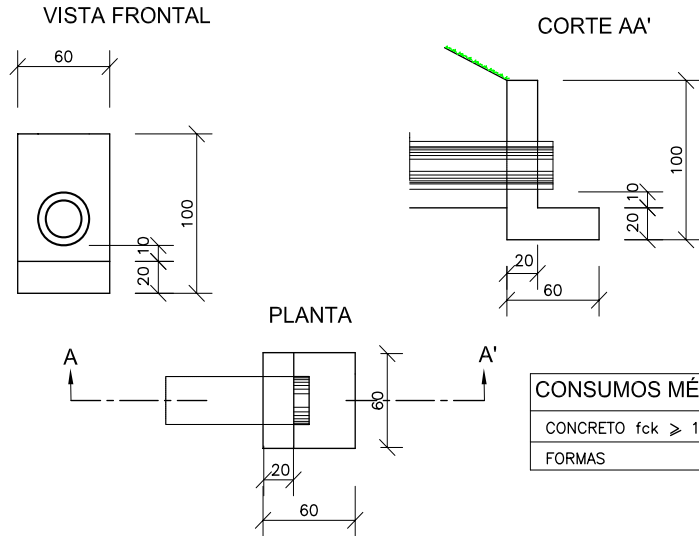 VISTA FRONTAL
60
100
10
20
CORTE AA'
100
10
20
20
60
PLANTA
A
A'
60
20
60
CONSUMOS MÉ
CONCRETO fck ⩾ 1
FORMAS